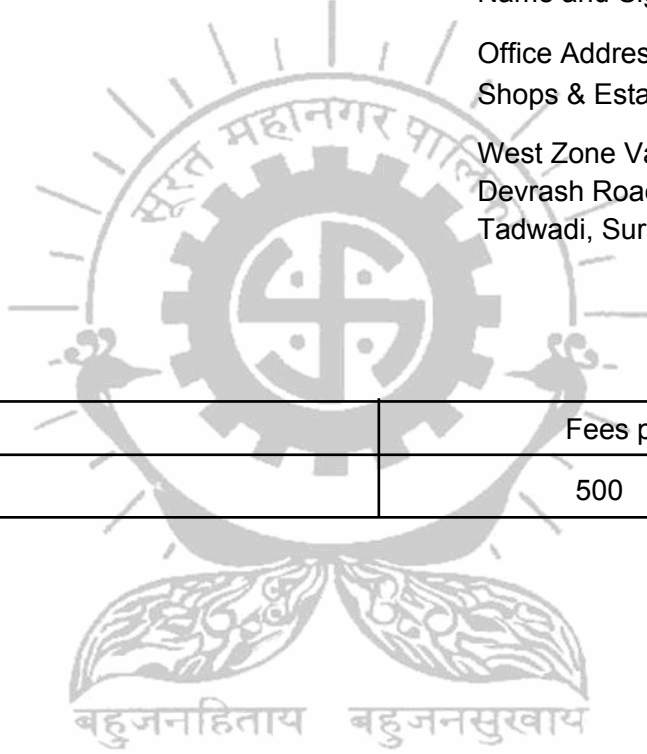 Name and Sig
Office Addres
Shops & Esta
सूरत महानगर पालिका
West Zone Va
Devrash Road
Tadwadi, Sur
Fees p
500
बहुजनहिताय बहुजनसुखाय